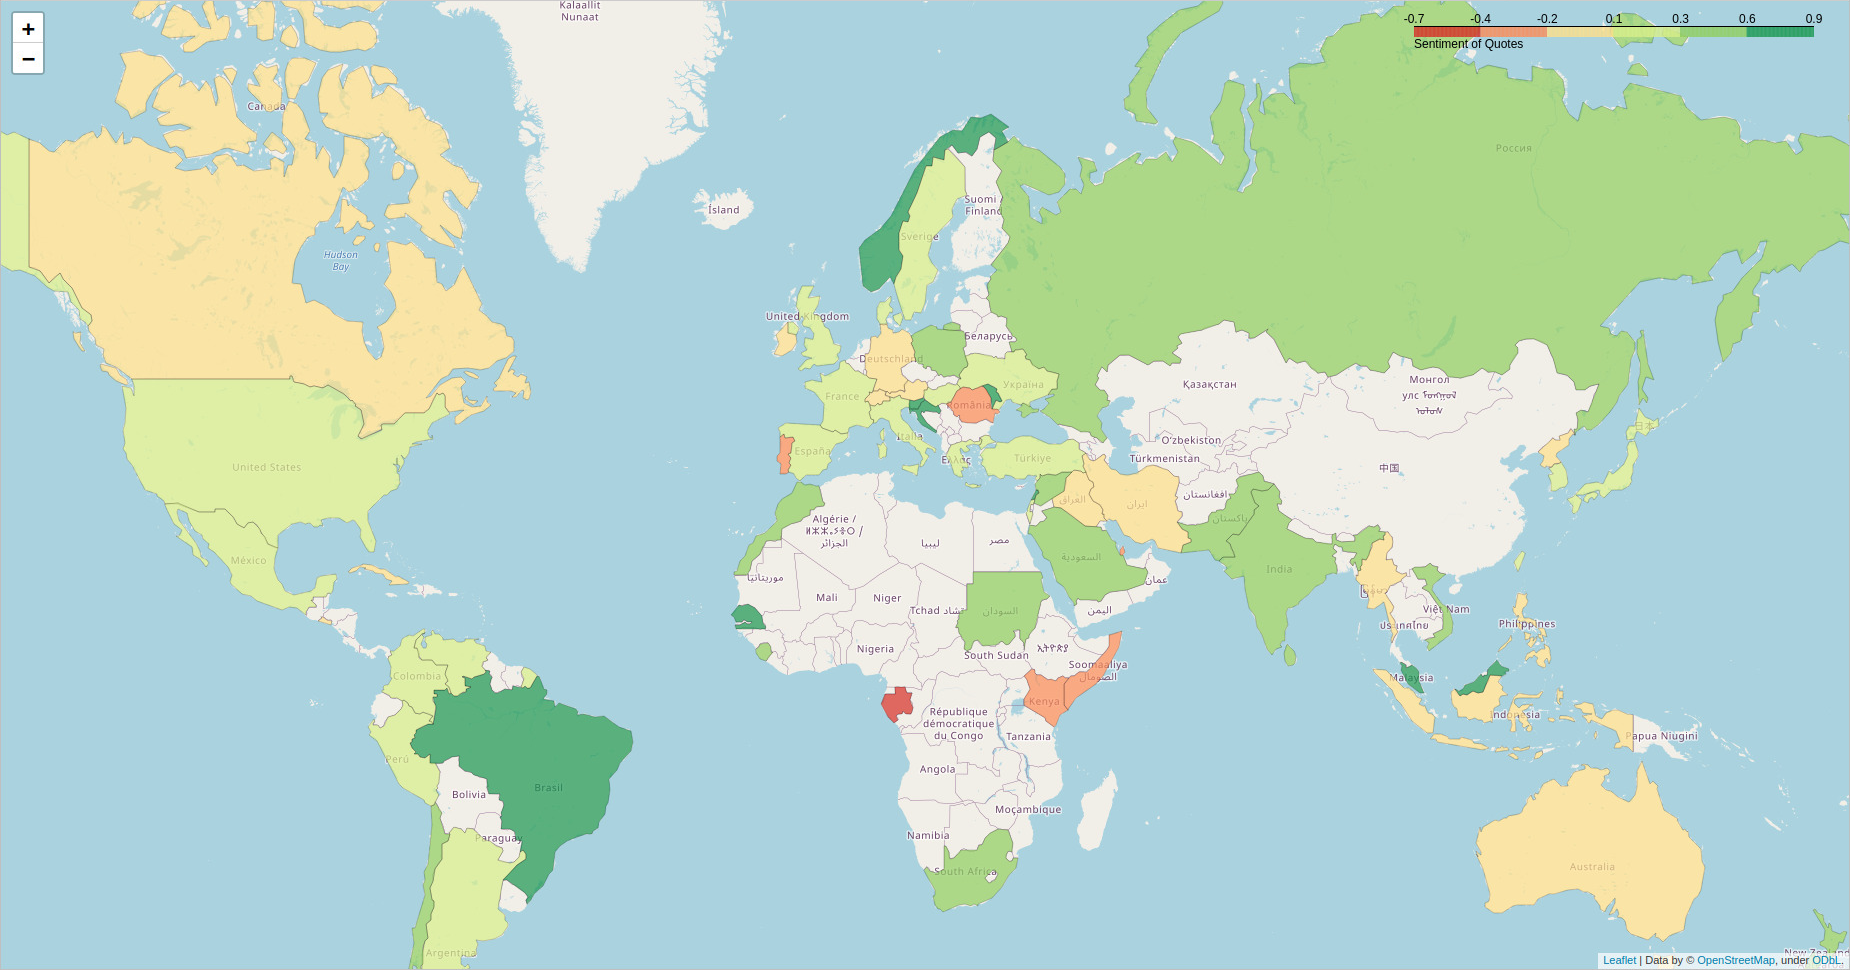 +
−
Kalaallit
Nunaat
-0.7 -0.4 -0.2 0.1 0.3 0.6 0.9
Sentiment of Quotes
Canada
Россия
Ísland
Suomi
Finland
Sverige
Hudson
Bay
United Kingdom
Беларусь
Deutschland
Қазақстан
Монгол
улс
Україна
France
România
日本
Italia
O'zbekiston
España
Ελλάς
Türkiye
Türkmenistan
中国
United States
افغانستان
العراق
ایران
پاکستان
Algérie /
ⵍⵣⵣⴰⵢⴻⵔ /
الجزائر
ليبيا
مصر
السعودية
México
India
موريتانيا
عمان
Mali
Niger
Tchad تشاد
السودان
اليمن
Việt Nam
ประเทศไทย
Philippines
Nigeria
South Sudan
ኢትዮጵያ
Soomaaliya
الصومال
Colombia
Malaysia
Kenya
République
démocratique
du Congo
Indonesia
Tanzania
Papua Niugini
Perú
Angola
Brasil
Bolivia
Moçambique
Paraguay
Namibia
South Africa
Australia
Argentina
New Zealand
Leaflet | Data by © OpenStreetMap, under ODbL.